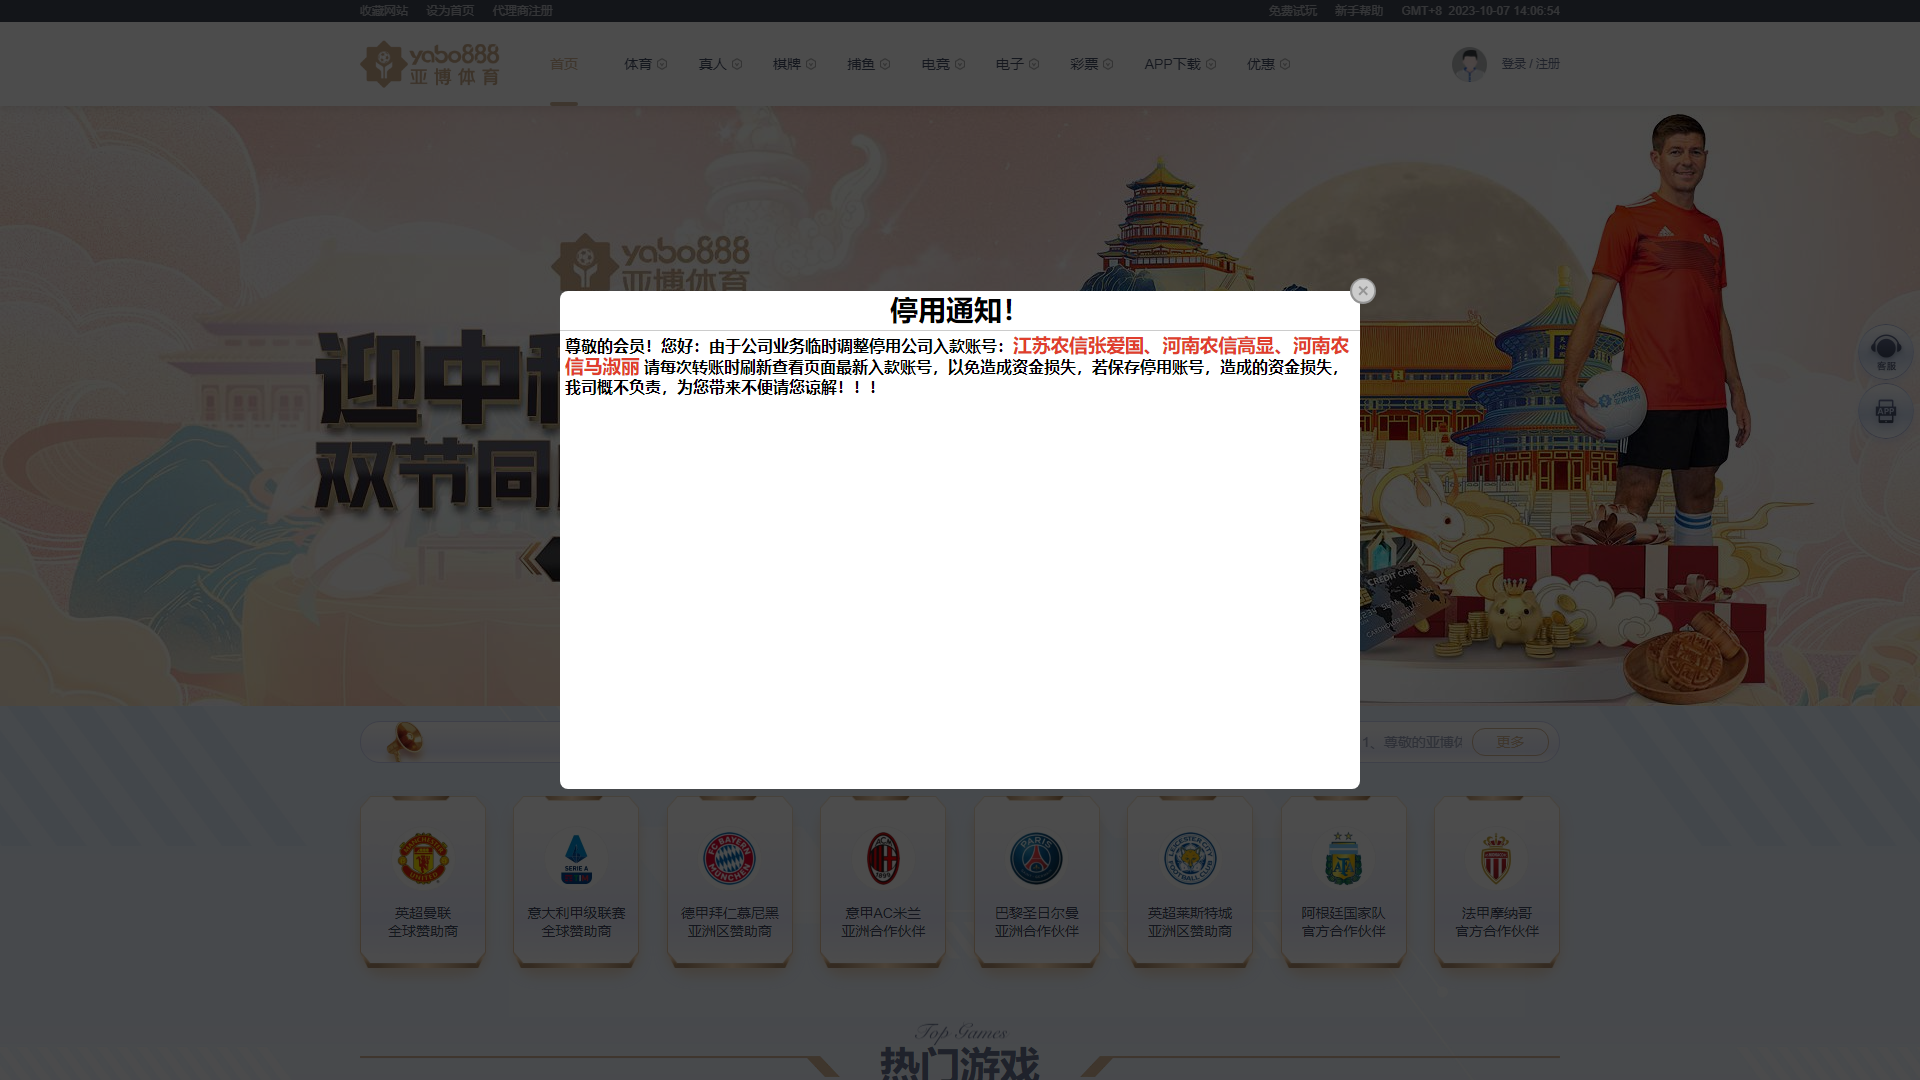 收藏网站 设为首页 代理商注册 免费试玩 新手帮助 GMT+8 2023-10-07 14:06:54
yabo888
亚博体育
首页 体育 真人 棋牌 捕鱼 电竞 电子 彩票 APP下载 优惠 登录 / 注册
yabo888
亚博体育
停用通知！
尊敬的会员！您好：由于公司业务临时调整停用公司入款账号：江苏农信张爱国、河南农信高显、河南农
信马淑丽 请每次转账时刷新查看页面最新入款账号，以免造成资金损失，若保存停用账号，造成的资金损失，
我司概不负责，为您带来不便请您谅解！！！
迎中
双节同
客服
APP
CREDIT CARD
1、尊敬的亚博体 更多
英超曼联
全球赞助商
SERIE A
意大利甲级联赛
全球赞助商
FC BAYERN
MÜNCHEN
德甲拜仁慕尼黑
亚洲区赞助商
ACM
1899
意甲AC米兰
亚洲合作伙伴
PARIS
巴黎圣日尔曼
亚洲合作伙伴
LEICESTER CITY
FOOTBALL CLUB
英超莱斯特城
亚洲区赞助商
AFA
阿根廷国家队
官方合作伙伴
法甲摩纳哥
官方合作伙伴
Top Games
热门游戏